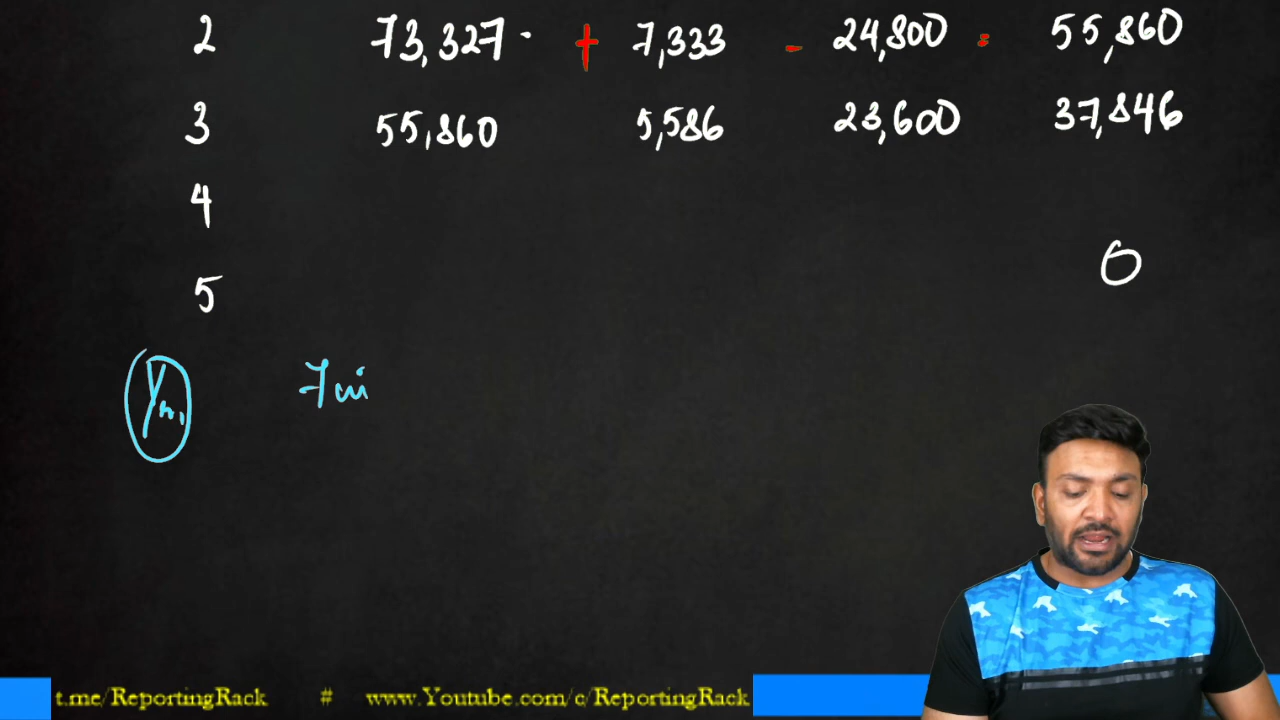 2 73,327 + 7,333 - 24,800 = 55,860
3 55,860 5,586 23,600 37,846
4
0
5
t.me/ReportingRack # www.Youtube.com/c/ReportingRack